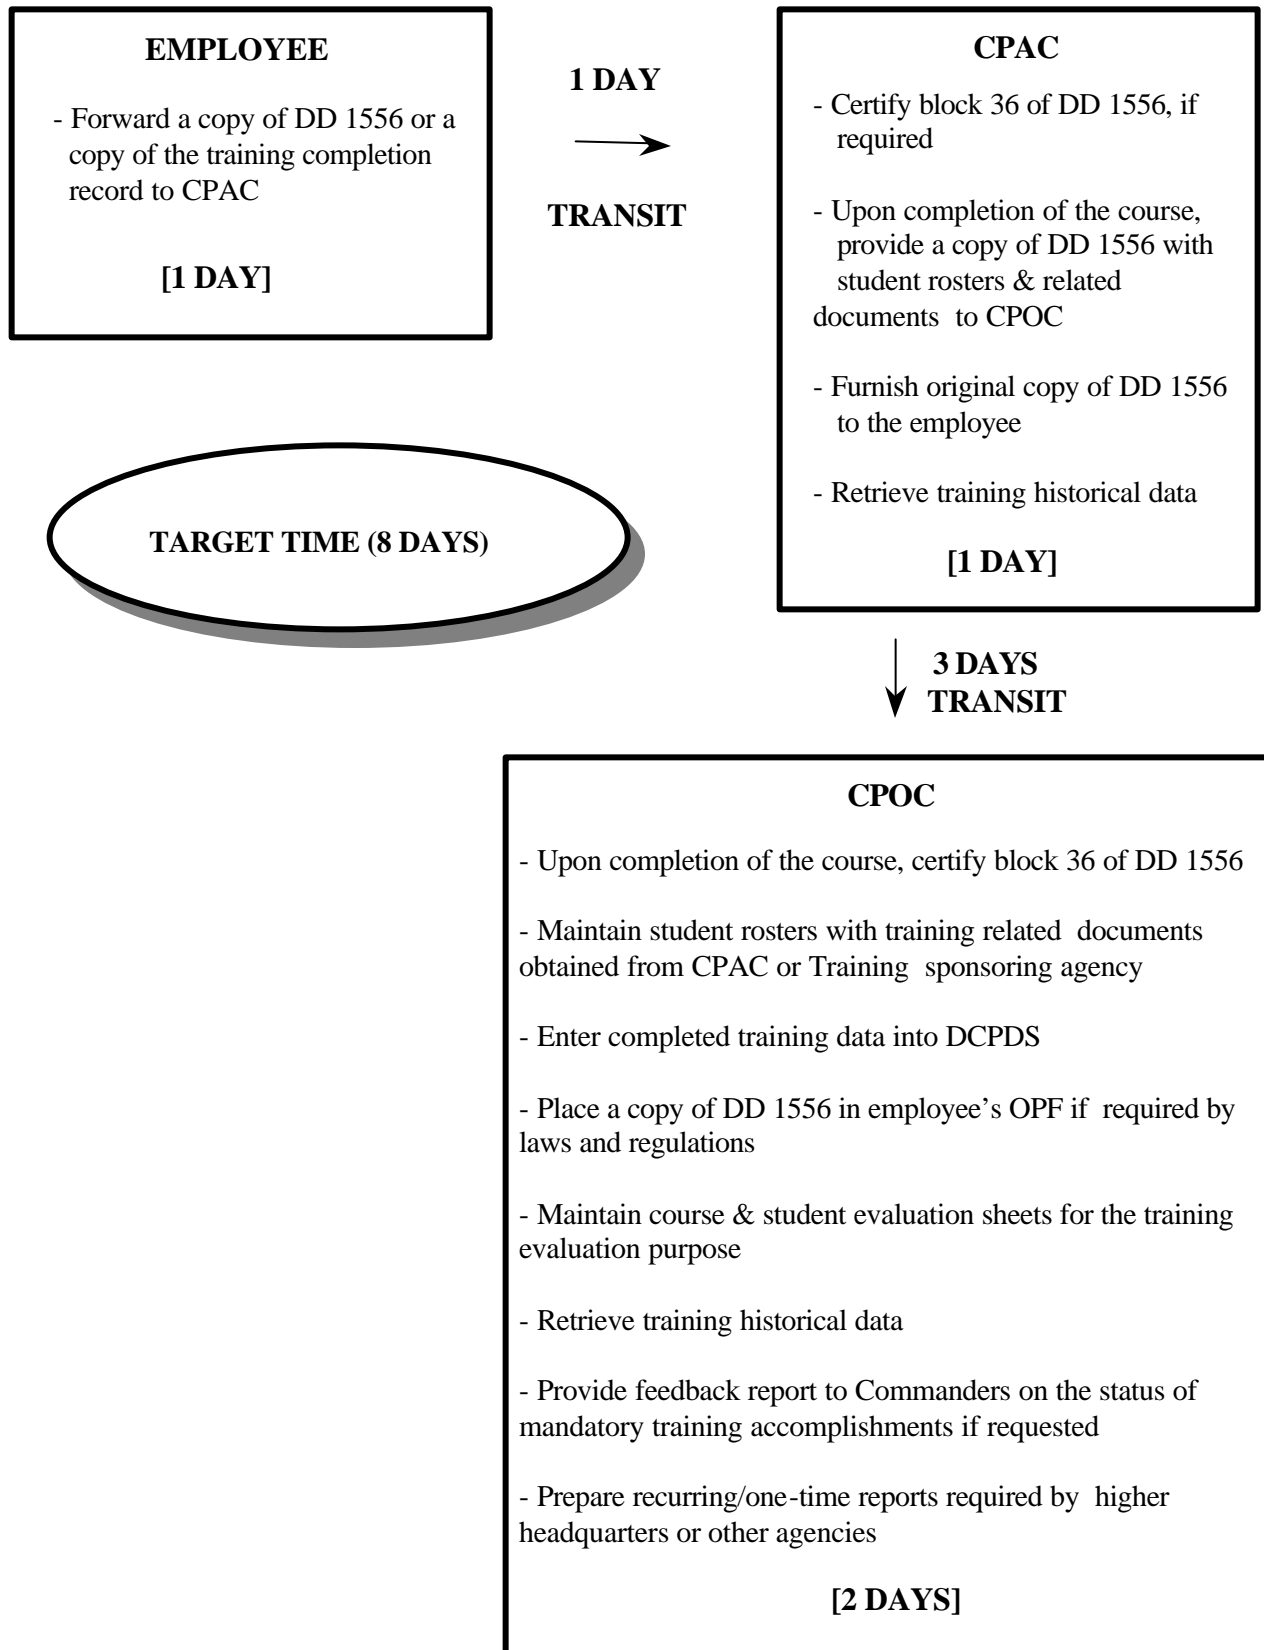 EMPLOYEE
- Forward a copy of DD 1556 or a
copy of the training completion
record to CPAC
[1 DAY]
1 DAY
TRANSIT
CPAC
- Certify block 36 of DD 1556, if
required
- Upon completion of the course,
provide a copy of DD 1556 with
student rosters & related
documents to CPOC
- Furnish original copy of DD 1556
to the employee
- Retrieve training historical data
[1 DAY]
TARGET TIME (8 DAYS)
3 DAYS
TRANSIT
CPOC
- Upon completion of the course, certify block 36 of DD 1556
- Maintain student rosters with training related documents
obtained from CPAC or Training sponsoring agency
- Enter completed training data into DCPDS
- Place a copy of DD 1556 in employee’s OPF if required by
laws and regulations
- Maintain course & student evaluation sheets for the training
evaluation purpose
- Retrieve training historical data
- Provide feedback report to Commanders on the status of
mandatory training accomplishments if requested
- Prepare recurring/one-time reports required by higher
headquarters or other agencies
[2 DAYS]